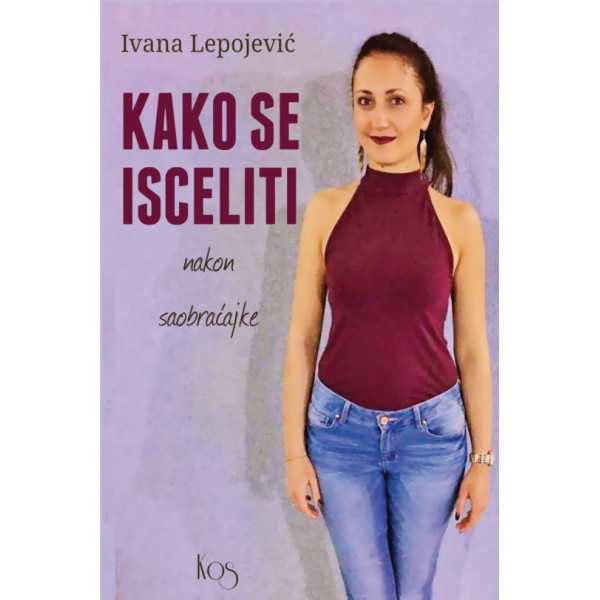 Ivana Lepojević
KAKO SE
ISCELITI
nakon
saobraćajke
Kos